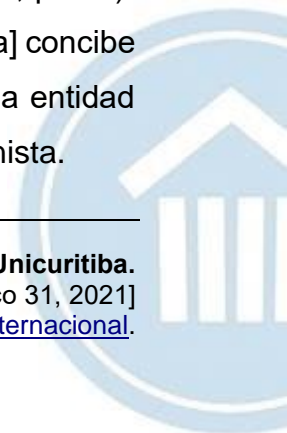 a] concibe
a entidad
nista.
Unicuritiba.
o 31, 2021]
ternacional.